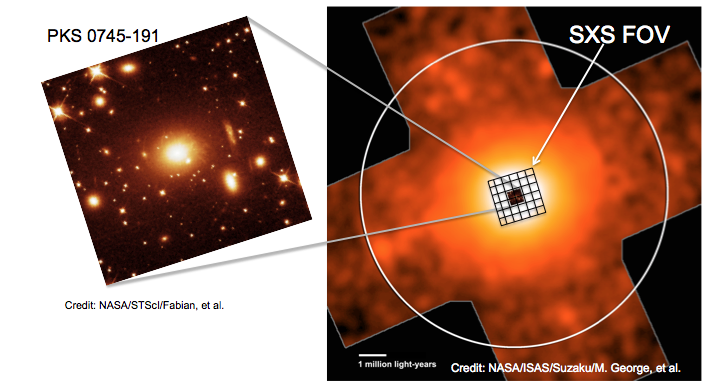 PKS 0745-191
SXS FOV
Credit: NASA/STScI/Fabian, et al.
1 million light-years
Credit: NASA/ISAS/Suzaku/M. George, et al.